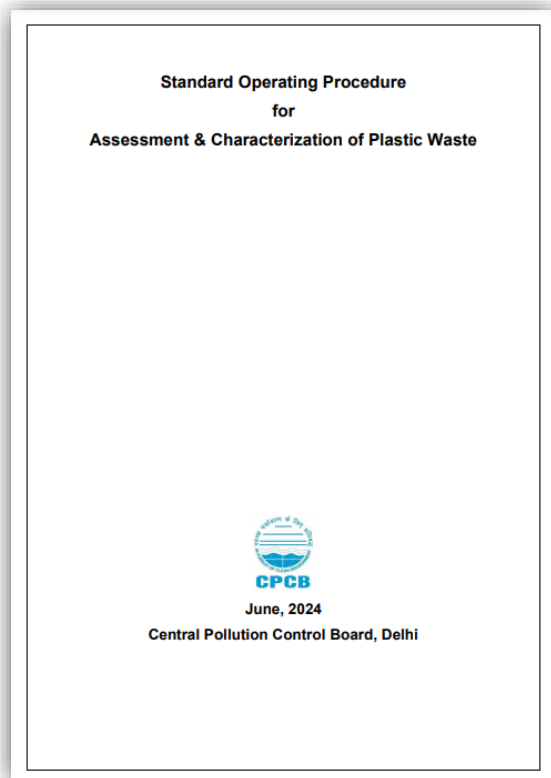 Standard Operating Procedure
for
Assessment & Characterization of Plastic Waste
CPCB
June, 2024
Central Pollution Control Board, Delhi